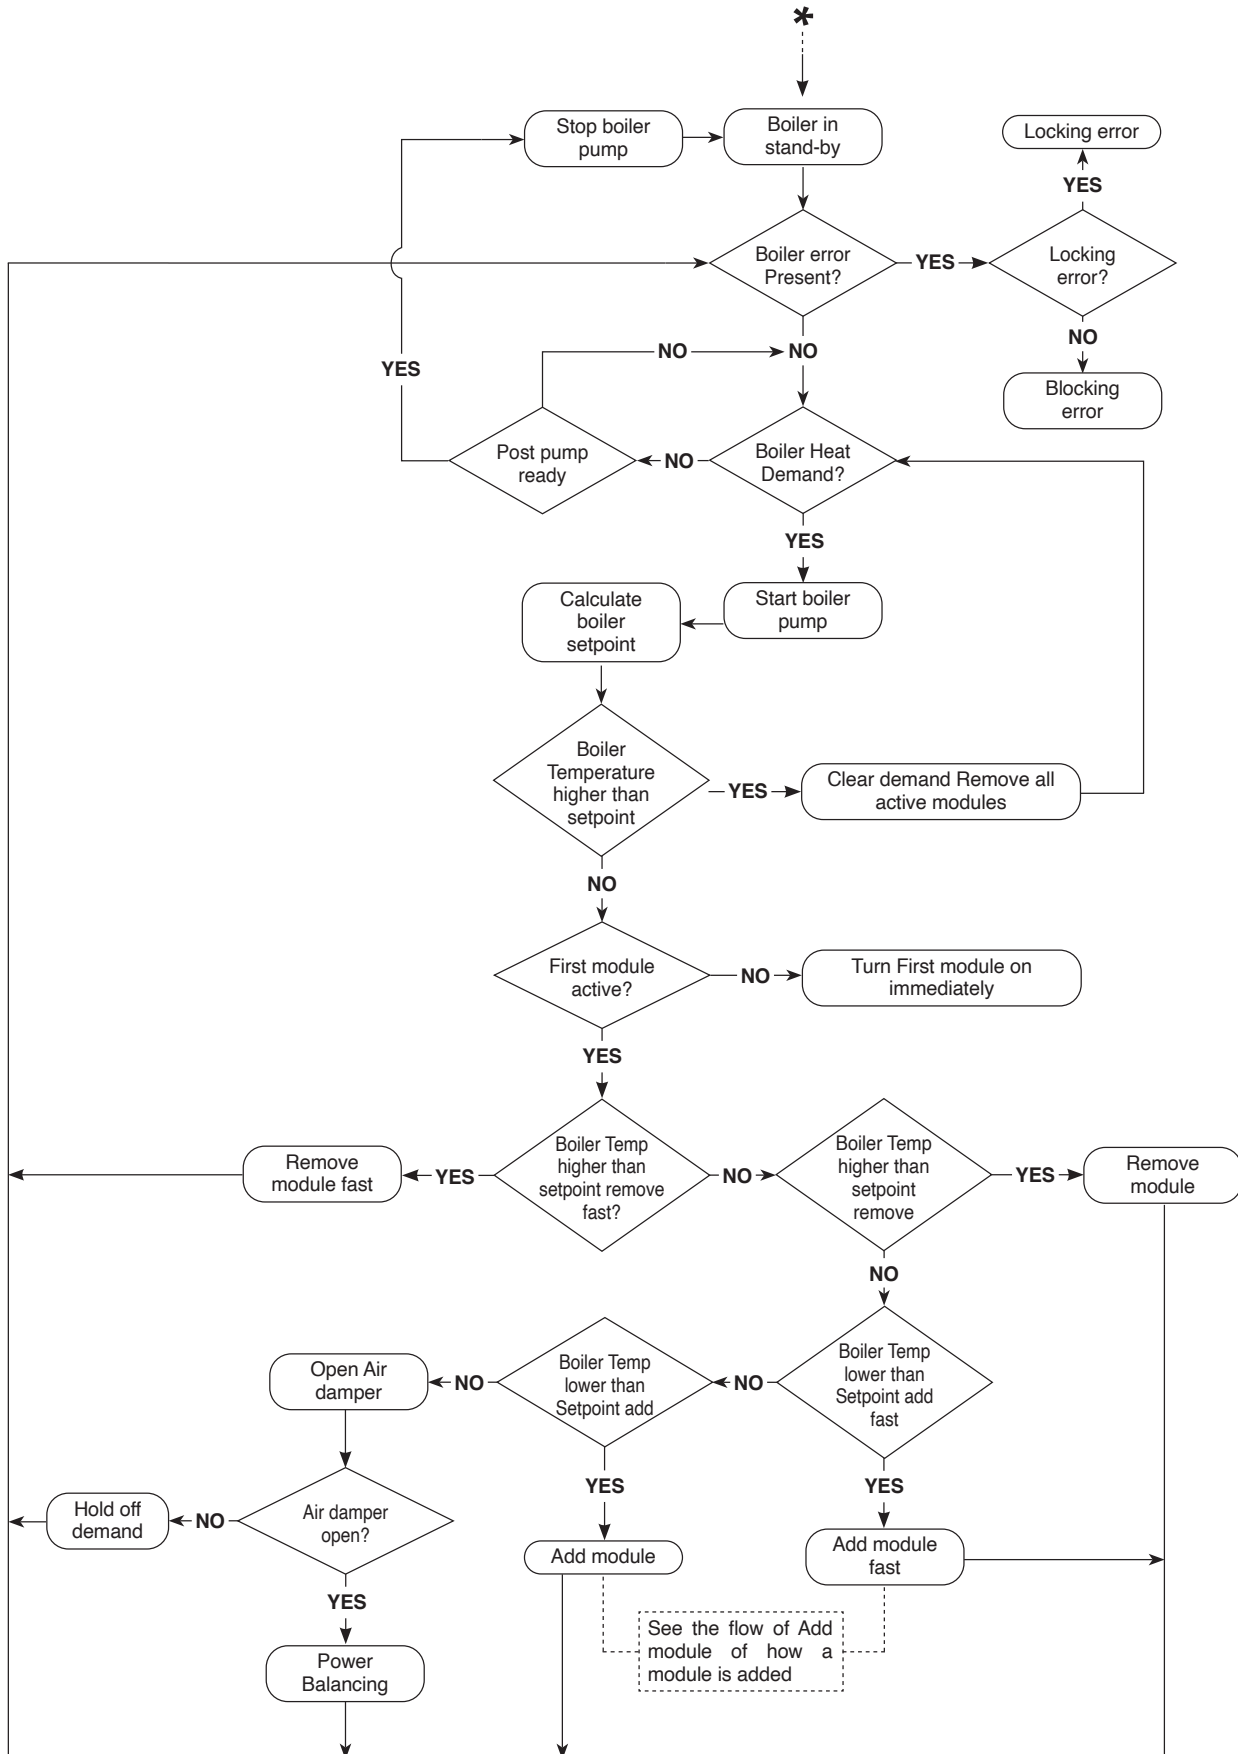 *
Stop boiler
pump
Boiler in
stand-by
Locking error
YES
Boiler error
Present?
YES
Locking
error?
NO
Blocking
error
YES
NO
NO
Post pump
ready
NO
Boiler Heat
Demand?
YES
Calculate
boiler
setpoint
Start boiler
pump
Boiler
Temperature
higher than
setpoint
YES
Clear demand Remove all
active modules
NO
First module
active?
NO
Turn First module on
immediately
YES
Remove
module fast
YES
Boiler Temp
higher than
setpoint remove
fast?
NO
Boiler Temp
higher than
setpoint
remove
YES
Remove
module
NO
Open Air
damper
NO
Boiler Temp
lower than
Setpoint add
NO
Boiler Temp
lower than
Setpoint add
fast
YES
YES
Hold off
demand
NO
Air damper
open?
Add module
Add module
fast
YES
See the flow of Add
module of how a
module is added
Power
Balancing